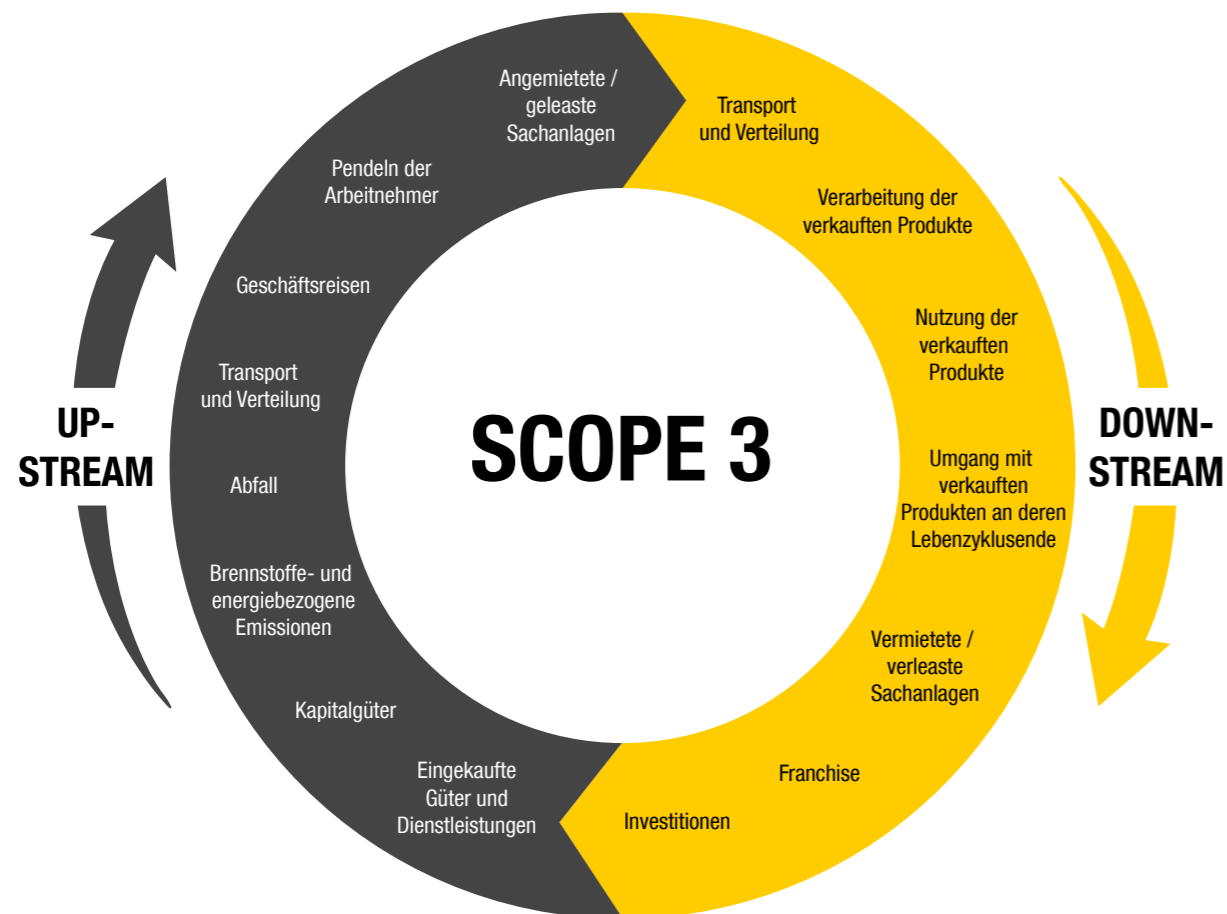 SCOPE 3
UP-
STREAM
Eingekaufte
Güter und
Dienstleistungen
Kapitalgüter
Brennstoffe- und
energiebezogene
Emissionen
Abfall
Transport
und Verteilung
Geschäftsreisen
Pendeln der
Arbeitnehmer
Angemietete /
geleaste
Sachanlagen
DOWN-
STREAM
Transport
und Verteilung
Verarbeitung der
verkauften Produkte
Nutzung der
verkauften
Produkte
Umgang mit
verkauften
Produkten an deren
Lebenzyklusende
Vermietete /
verleaste
Sachanlagen
Franchise
Investitionen